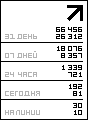 66 456
31 ДЕНЬ 26 312
18 076
07 ДНЕЙ 8 357
1 339
24 ЧАСА 721
192
СЕГОДНЯ 81
30
НА ЛИНИИ 10